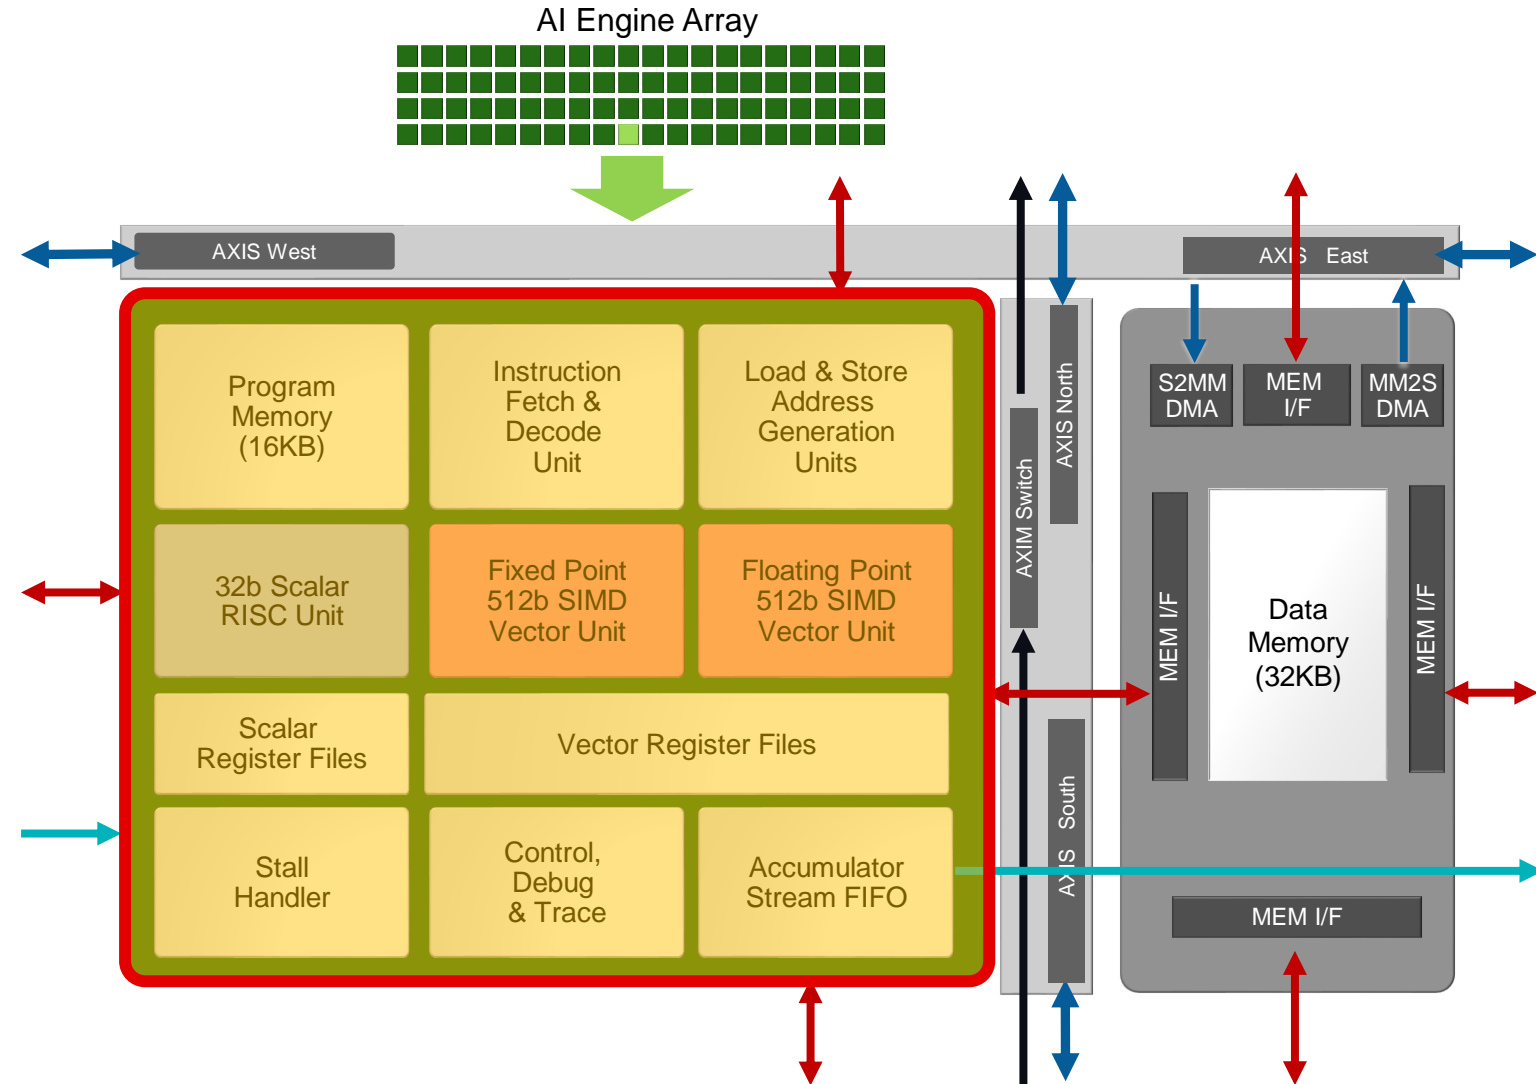 AI Engine Array
AXIS West
AXIS East
Program
Memory
(16KB)
Instruction
Fetch &
Decode
Unit
Load & Store
Address
Generation
Units
32b Scalar
RISC Unit
Fixed Point
512b SIMD
Vector Unit
Floating Point
512b SIMD
Vector Unit
Scalar
Register Files
Vector Register Files
Stall
Handler
Control,
Debug
& Trace
Accumulator
Stream FIFO
AXIM Switch
AXIS North
AXIS South
S2MM
DMA
MEM
I/F
MM2S
DMA
MEM I/F
Data
Memory
(32KB)
MEM I/F
MEM I/F